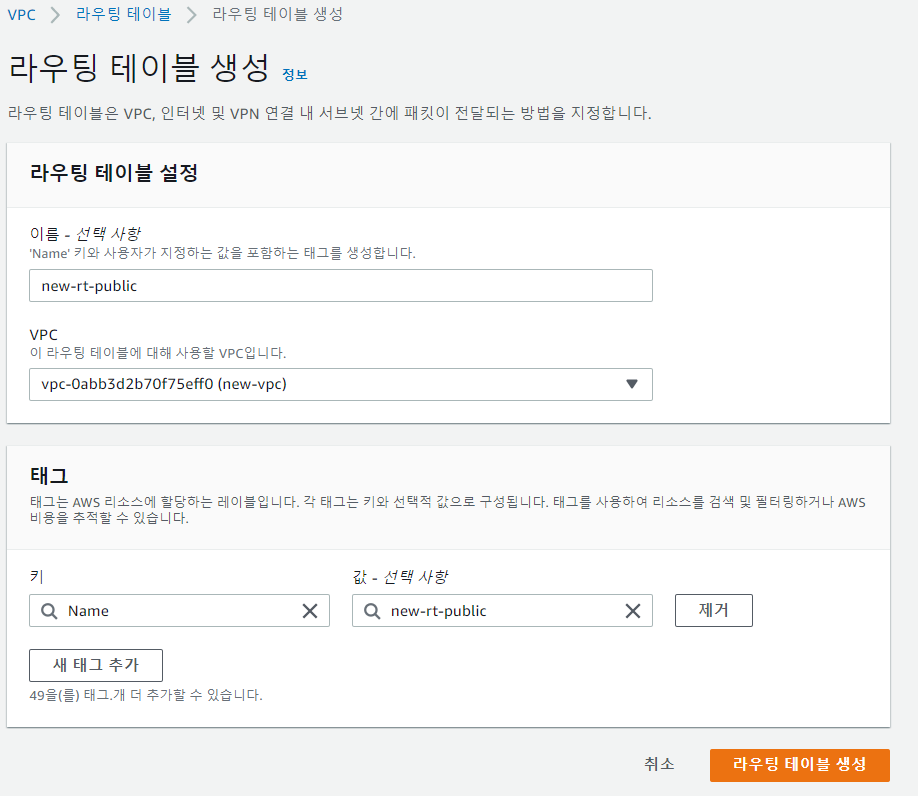 VPC > 라우팅 테이블 > 라우팅 테이블 생성
라우팅 테이블 생성 정보
라우팅 테이블은 VPC, 인터넷 및 VPN 연결 내 서브넷 간에 패킷이 전달되는 방법을 지정합니다.
라우팅 테이블 설정
이름 - 선택 사항
'Name' 키와 사용자가 지정하는 값을 포함하는 태그를 생성합니다.
new-rt-public
VPC
이 라우팅 테이블에 대해 사용할 VPC입니다.
vpc-0abb3d2b70f75eff0 (new-vpc)
태그
태그는 AWS 리소스에 할당하는 레이블입니다. 각 태그는 키와 선택적 값으로 구성됩니다. 태그를 사용하여 리소스를 검색 및 필터링하거나 AWS
비용을 추적할 수 있습니다.
키 값 - 선택 사항
Name new-rt-public 제거
새 태그 추가
49을(를) 태그.개 더 추가할 수 있습니다.
취소 라우팅 테이블 생성